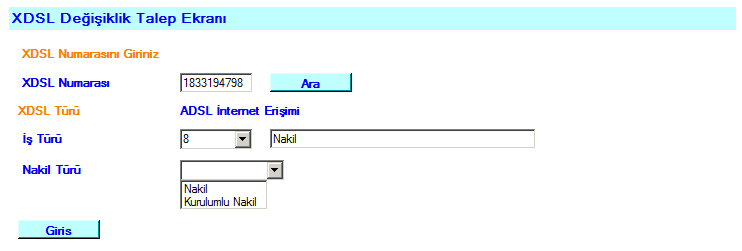 XDSL Değişiklik Talep Ekranı
XDSL Numarasını Giriniz
XDSL Numarası 1833194798 Ara
XDSL Türü ADSL İnternet Erişimi
İş Türü 8 Nakil
Nakil Türü
Nakil
Kurulumlu Nakil
Giris